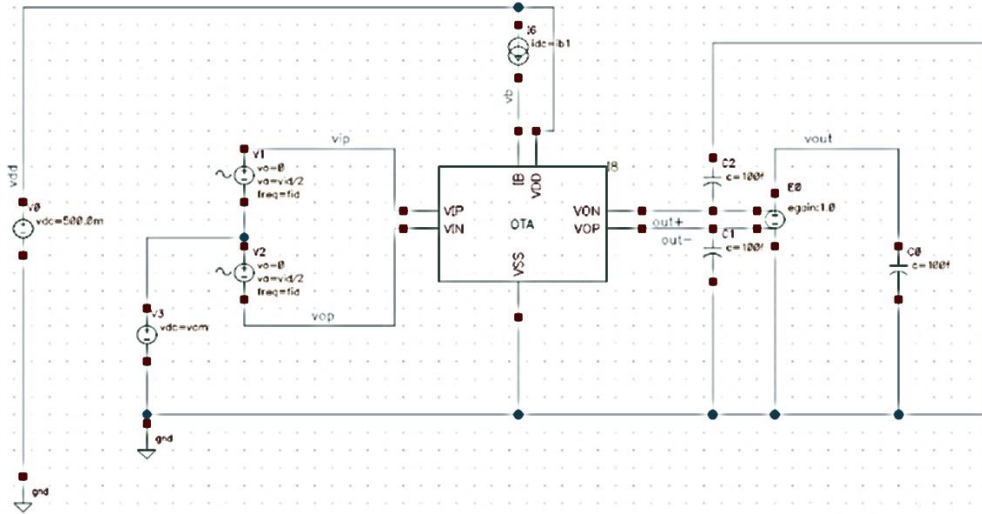 I6
idc=ib1
vb
vdd
V0
vdc=500.0m
V1
vo=0
va=vid/2
freq=fid
vip
V2
vo=0
va=vid/2
freq=fid
vop
V3
vdc=vcm
gnd
gnd
I8
IB
VDD
VIP
VIN
OTA
VON
VOP
VSS
out+
out-
C2
c=100f
C1
c=100f
E0
egain:1.0
vout
C0
c=100f